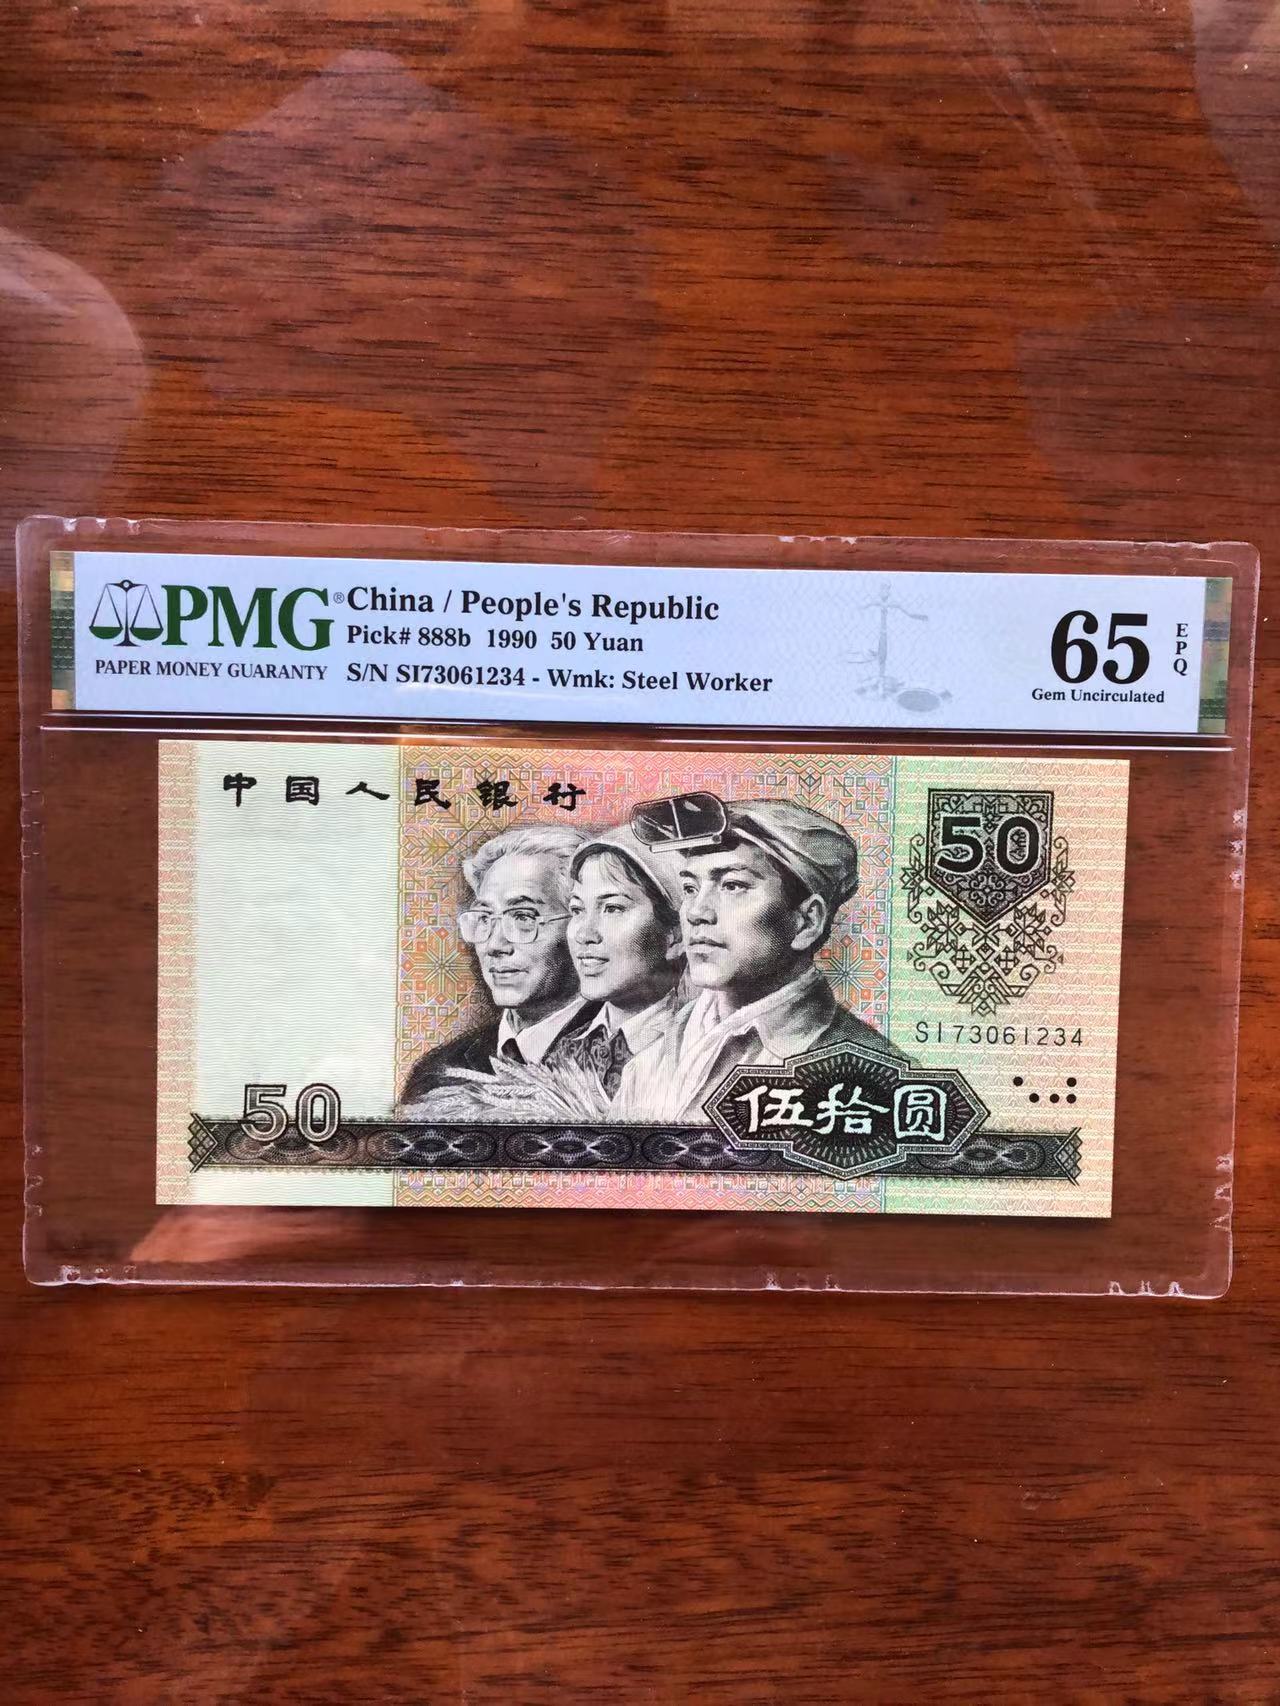 PMG® China / People's Republic
Pick# 888b 1990 50 Yuan
PAPER MONEY GUARANTY S/N SI73061234 - Wmk: Steel Worker
65 EPQ
Gem Uncirculated
中国人民银行
50
SI73061234
50
伍拾圆